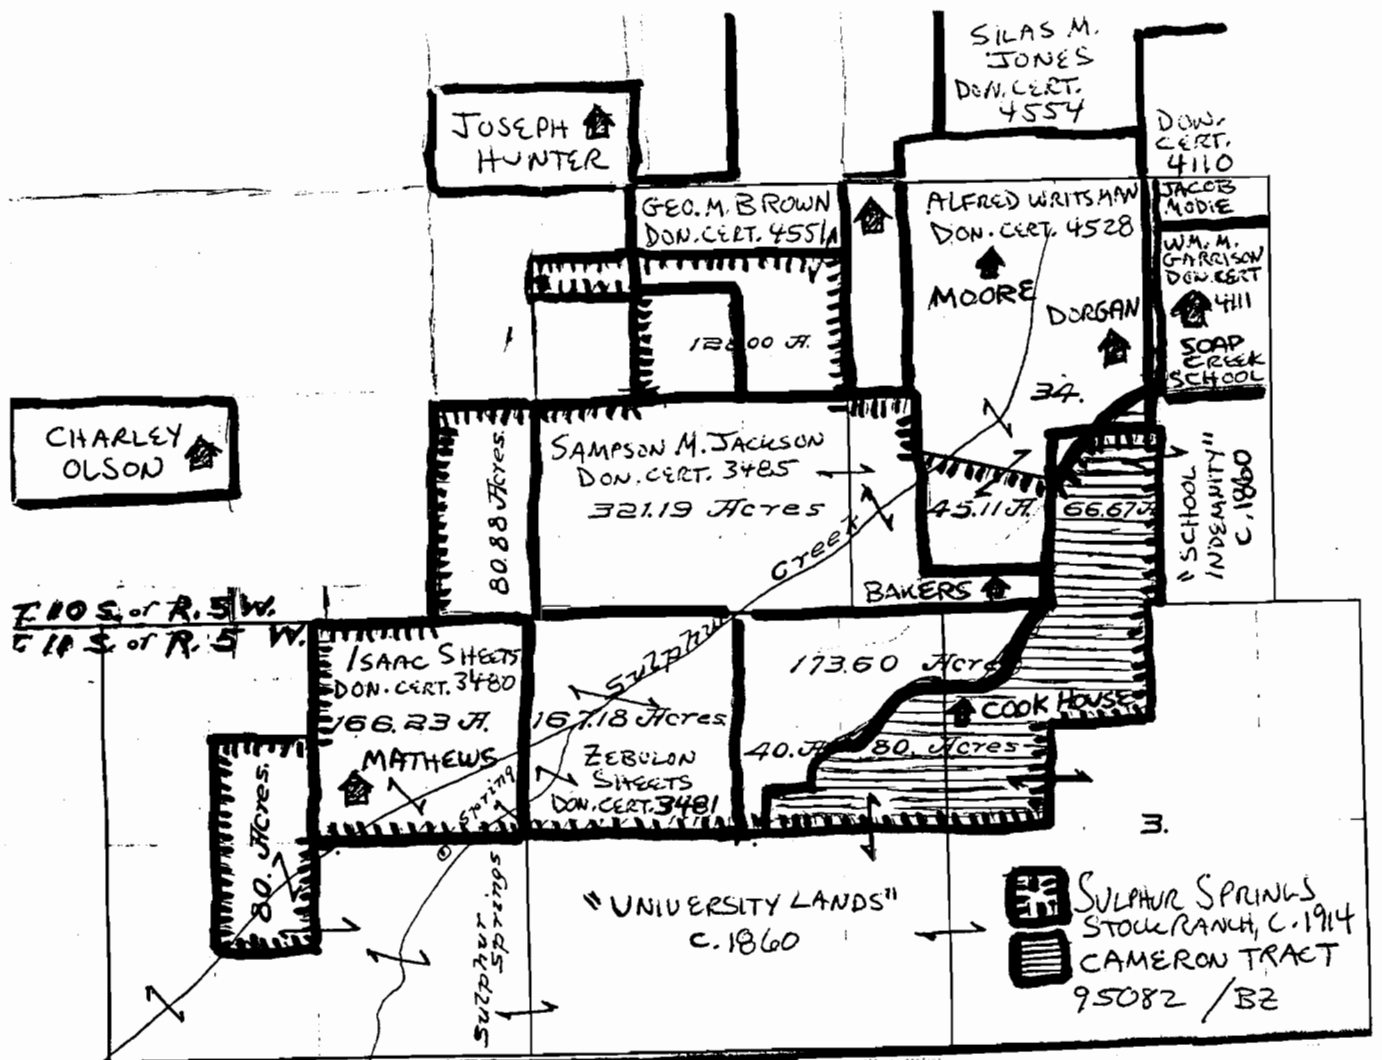 SILAS M.
JONES
DON. CERT.
4554
JOSEPH
HUNTER
DON.
CERT.
4110
JACOB
MODIE
GEO. M. BROWN
DON. CERT. 4551
ALFRED WRITSMAN
DON. CERT. 4528
MOORE
DORGAN
WM. M.
GARRISON
DON. CERT
4111
SOAP
CREEK
SCHOOL
128.00 A.
34.
CHARLEY
OLSON
80.88 Acres.
SAMPSON M. JACKSON
DON. CERT. 3485
321.19 Acres
45.11 A.
66.67 A
"SCHOOL
INDEMNITY"
C. 1860
Sulphur Creek
BAKERS
T 10 S. of R. 5 W.
T 11 S. of R. 5 W.
ISAAC SHEETS
DON. CERT. 3480
166.23 A.
MATHEWS
167.18 Acres
ZEBULON
SHEETS
DON. CERT. 3481
173.60 Acres
COOK HOUSE
40. A
80. Acres
80. Acres.
Spring
Sulphur
Springs
3.
"UNIVERSITY LANDS"
C. 1860
SULPHUR SPRINGS
STOCK RANCH, C. 1914
CAMERON TRACT
95082 / BZ